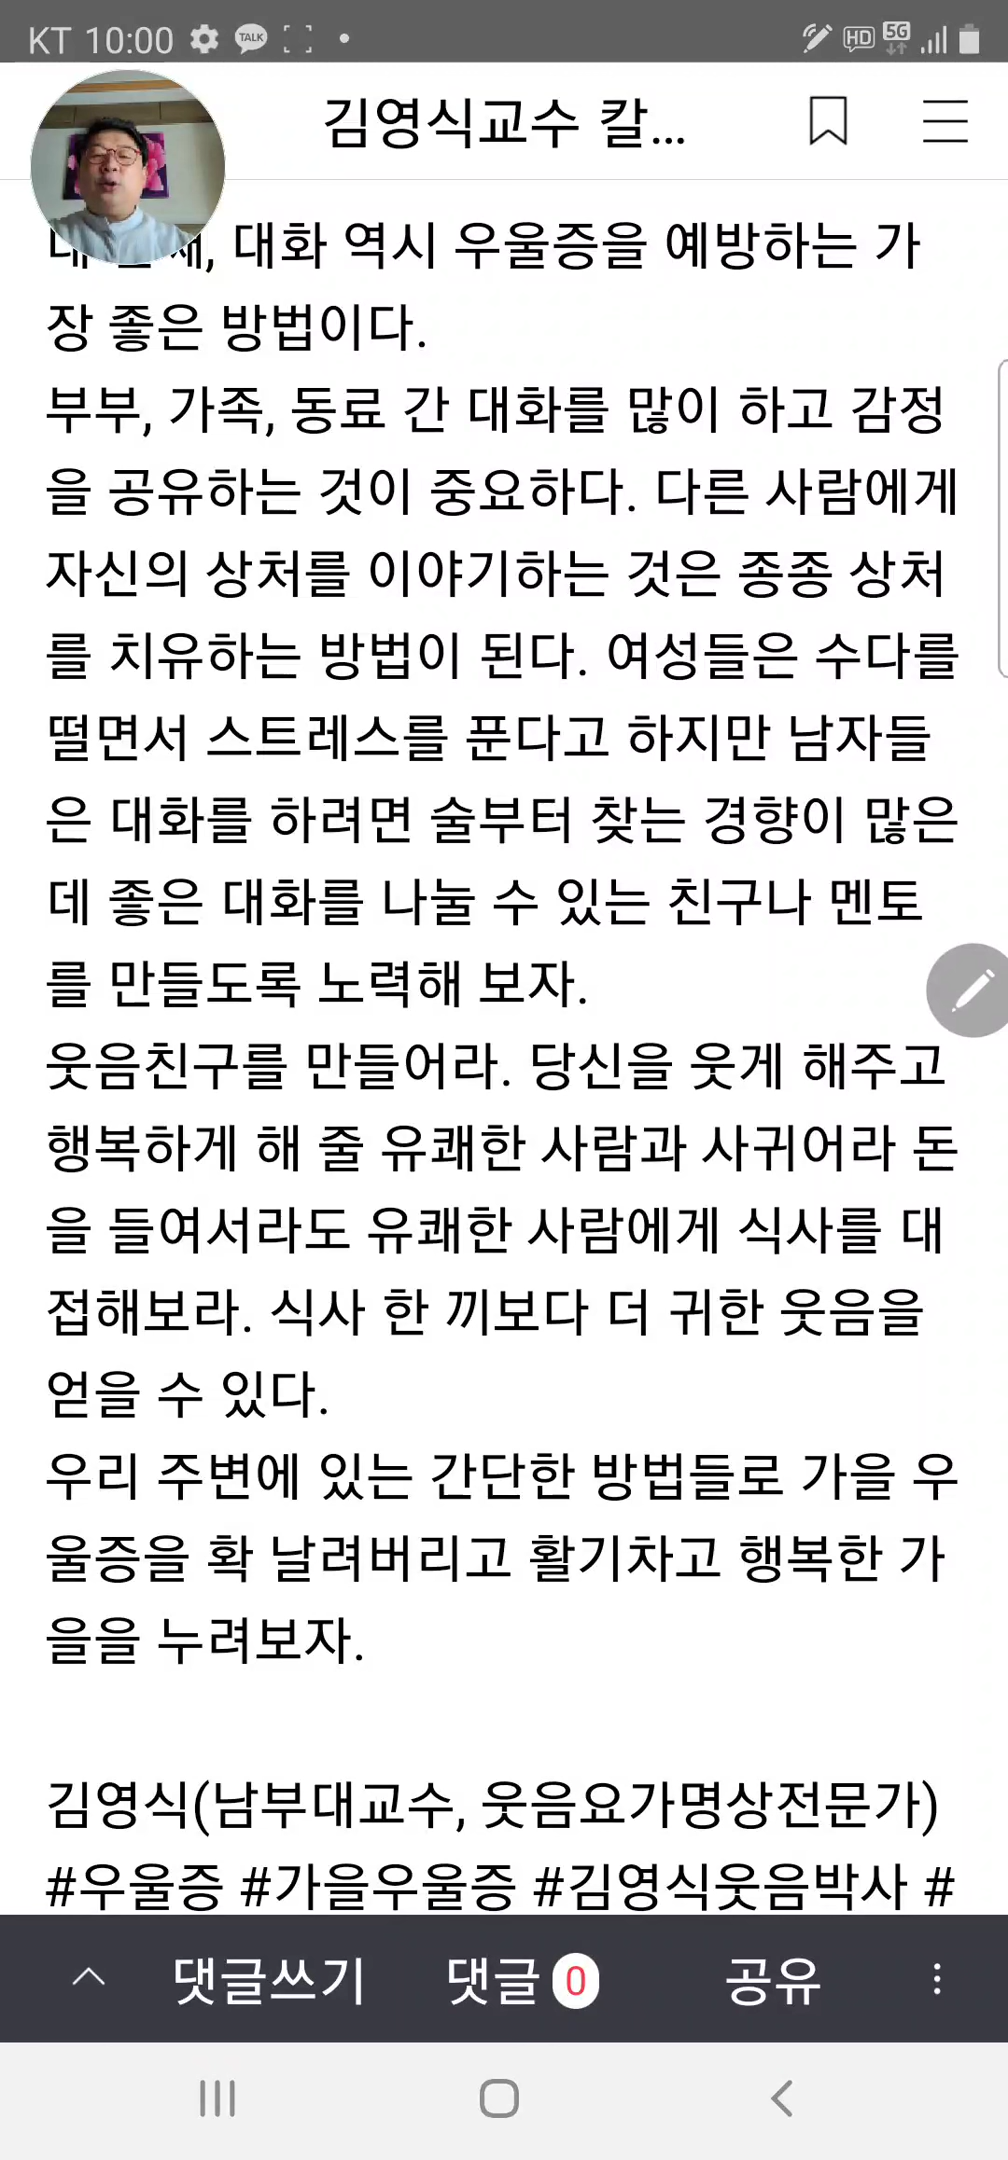 KT 10:00 TALK HD 5G
김영식교수 칼...
대화 역시 우울증을 예방하는 가
장 좋은 방법이다.
부부, 가족, 동료 간 대화를 많이 하고 감정
을 공유하는 것이 중요하다. 다른 사람에게
자신의 상처를 이야기하는 것은 종종 상처
를 치유하는 방법이 된다. 여성들은 수다를
떨면서 스트레스를 푼다고 하지만 남자들
은 대화를 하려면 술부터 찾는 경향이 많은
데 좋은 대화를 나눌 수 있는 친구나 멘토
를 만들도록 노력해 보자.
웃음친구를 만들어라. 당신을 웃게 해주고
행복하게 해 줄 유쾌한 사람과 사귀어라 돈
을 들여서라도 유쾌한 사람에게 식사를 대
접해보라. 식사 한 끼보다 더 귀한 웃음을
얻을 수 있다.
우리 주변에 있는 간단한 방법들로 가을 우
울증을 확 날려버리고 활기차고 행복한 가
을을 누려보자.
김영식(남부대교수, 웃음요가명상전문가)
#우울증 #가을우울증 #김영식웃음박사 #
댓글쓰기 댓글 0 공유